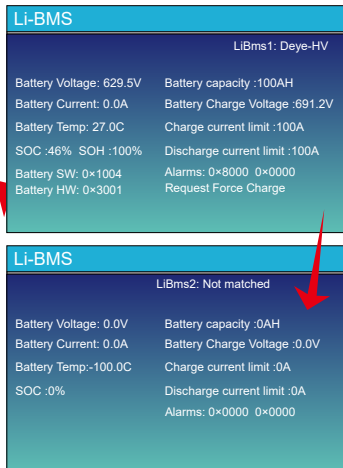 Li-BMS
LiBms1: Deye-HV
Battery Voltage: 629.5V
Battery capacity :100AH
Battery Current: 0.0A
Battery Charge Voltage :691.2V
Battery Temp: 27.0C
Charge current limit :100A
SOC :46% SOH :100%
Discharge current limit :100A
Battery SW: 0×1004
Alarms: 0×8000 0×0000
Battery HW: 0×3001
Request Force Charge
Li-BMS
LiBms2: Not matched
Battery Voltage: 0.0V
Battery capacity :0AH
Battery Current: 0.0A
Battery Charge Voltage :0.0V
Battery Temp:-100.0C
Charge current limit :0A
SOC :0%
Discharge current limit :0A
Alarms: 0×0000 0×0000